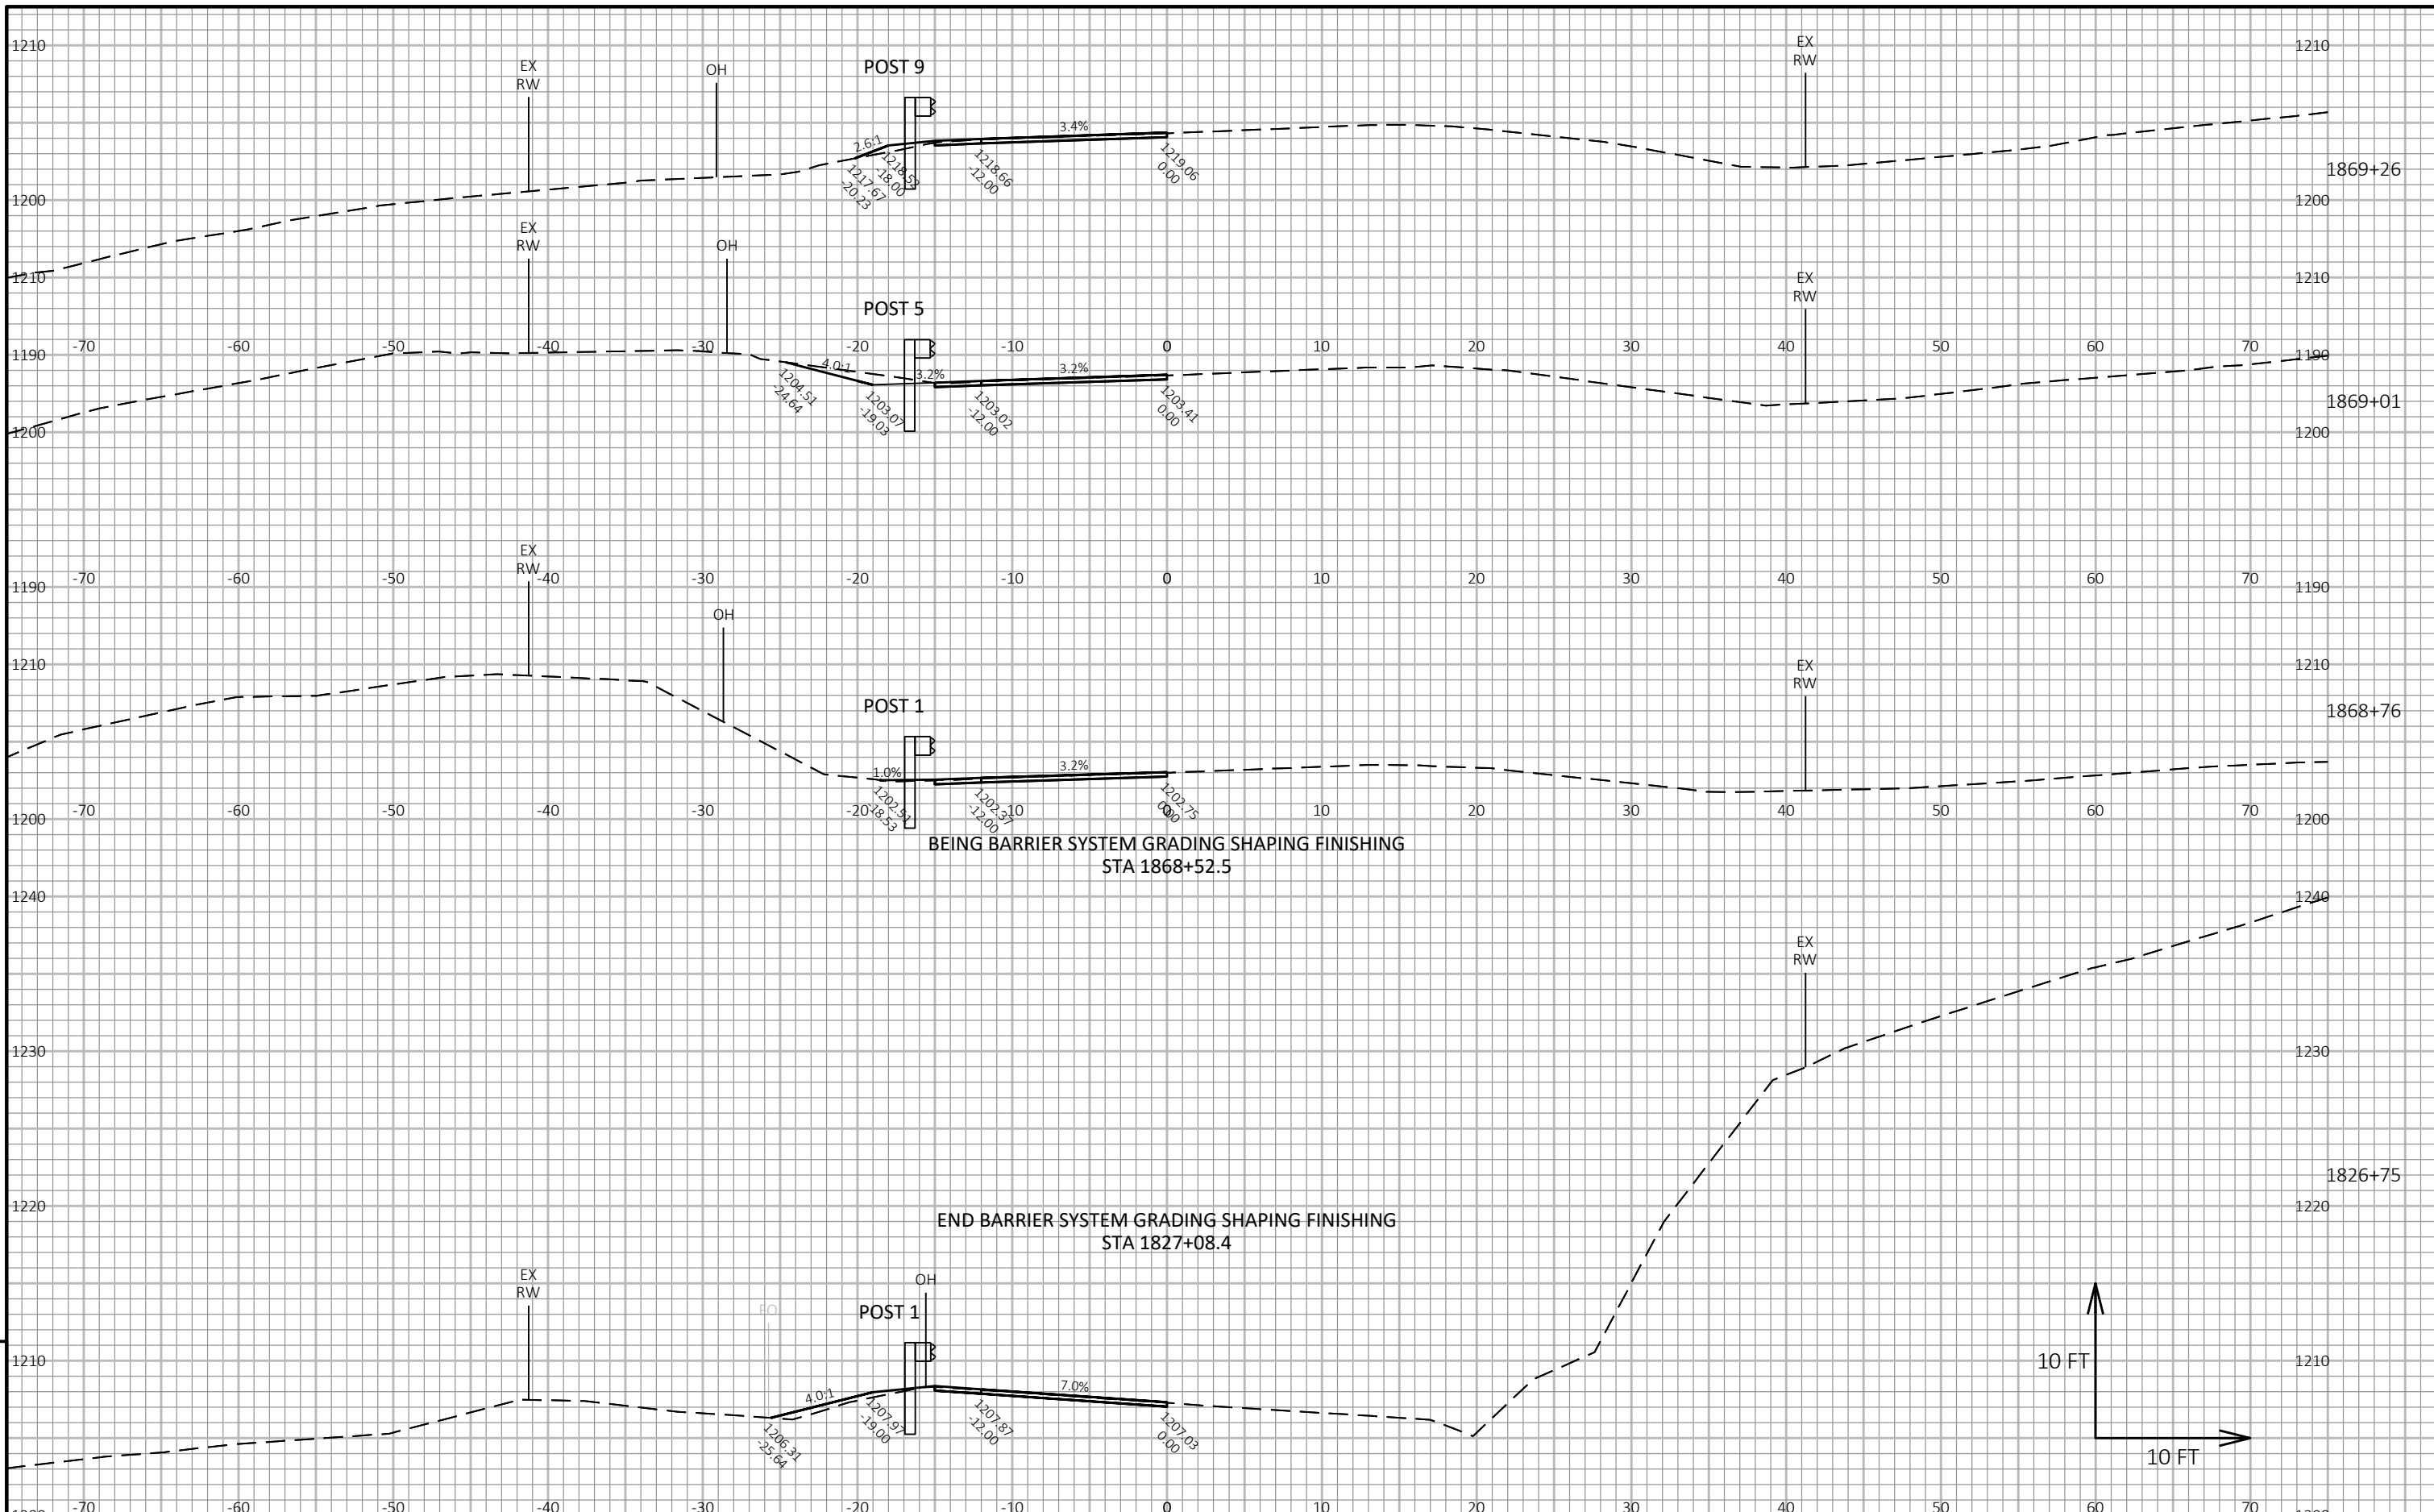 1210
1210
EX
RW
EX
RW
OH
POST 9
2.6:1
3.4%
1218.53
-18.00
1217.67
-20.23
1218.66
-12.00
1219.06
0.00
1869+26
1200
1200
EX
RW
OH
1210
1210
EX
RW
POST 5
1190 -70 -60 -50 -40 -30 -20 -10 0 10 20 30 40 50 60 70 1190
4.0:1
3.2%
3.2%
1204.51
-24.64
1203.07
-19.03
1203.02
-12.00
1203.41
0.00
1869+01
1200
1200
EX
RW
1190 -70 -60 -50 -40 -30 -20 -10 0 10 20 30 40 50 60 70 1190
OH
1210
1210
EX
RW
POST 1
1868+76
1.0%
3.2%
1202.51
-18.53
1202.37
-12.00
1202.75
0.00
1200 -70 -60 -50 -40 -30 -20 -10 0 10 20 30 40 50 60 70 1200
BEING BARRIER SYSTEM GRADING SHAPING FINISHING
STA 1868+52.5
1240
1240
EX
RW
1230
1230
1826+75
1220
1220
END BARRIER SYSTEM GRADING SHAPING FINISHING
STA 1827+08.4
EX
RW
OH
POST 1
1210
1210
10 FT
10 FT
4.0:1
7.0%
1207.97
-19.00
1206.31
-25.64
1207.87
-12.00
1207.03
0.00
-70 -60 -50 -40 -30 -20 -10 0 10 20 30 40 50 60 70